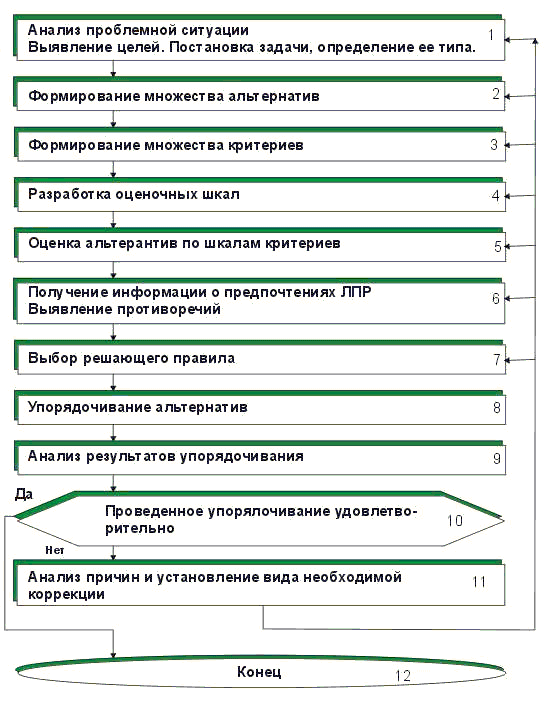 Анализ проблемной ситуации
Выявление целей. Постановка задачи, определение ее типа.
1
Формирование множества альтернатив
2
Формирование множества критериев
3
Разработка оценочных шкал
4
Оценка альтерантив по шкалам критериев
5
Получение информации о предпочтениях ЛПР
Выявление противоречий
6
Выбор решающего правила
7
Упорядочивание альтернатив
8
Анализ результатов упорядочивания
9
Да
Проведенное упорялочивание удовлетво-
рительно
10
Нет
Анализ причин и установление вида необходимой
коррекции
11
Конец
12